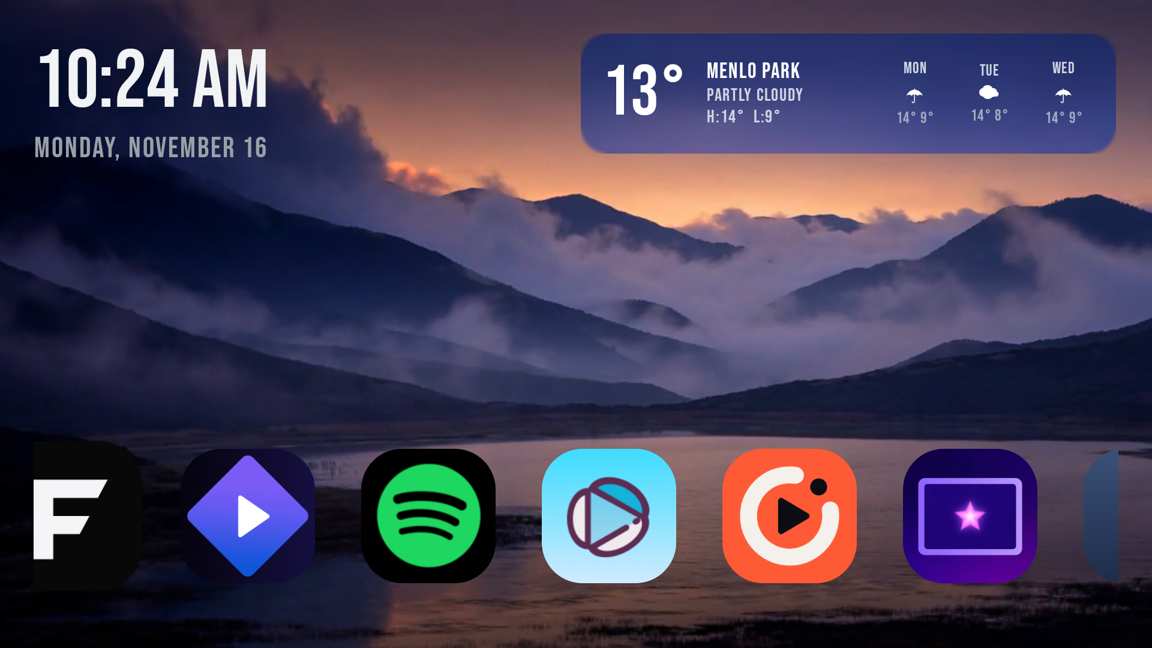 10:24 AM
MONDAY, NOVEMBER 16
13°
MENLO PARK
PARTLY CLOUDY
H:14° L:9°
MON
14° 9°
TUE
14° 8°
WED
14° 9°
F